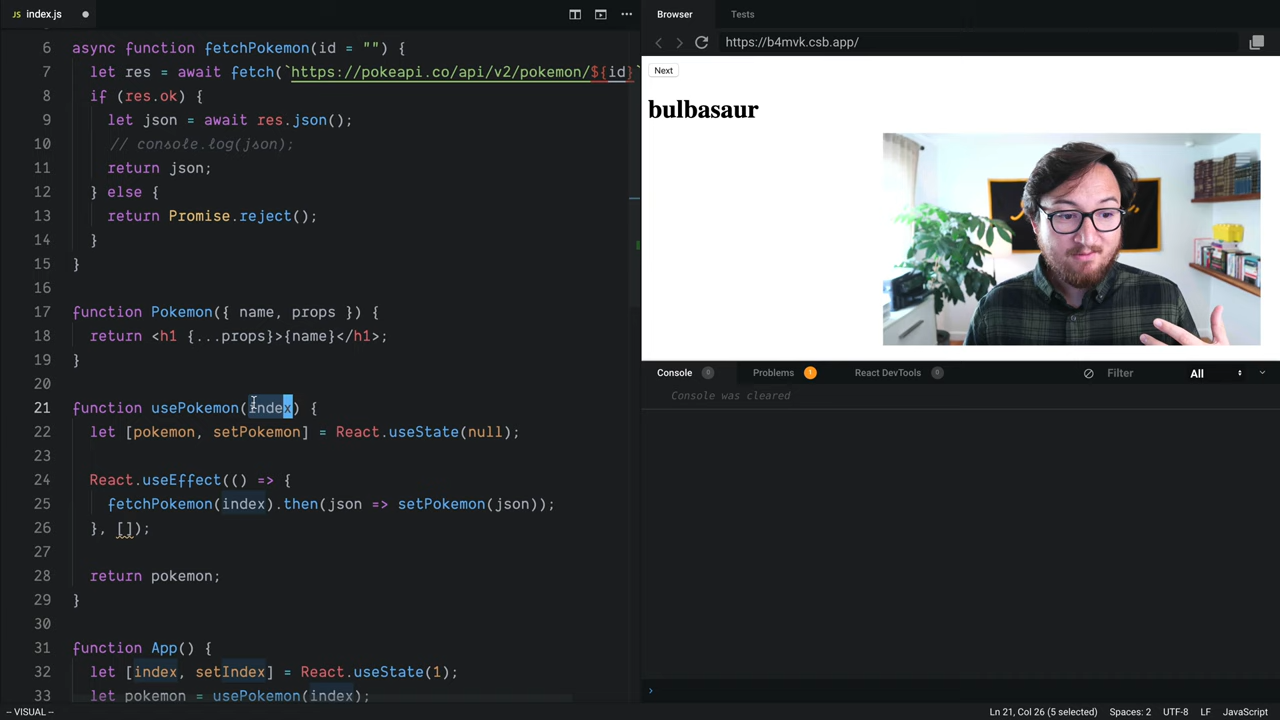 JS index.js
6 async function fetchPokemon(id = "") {
7 let res = await fetch(`https://pokeapi.co/api/v2/pokemon/${id}`
8 if (res.ok) {
9 let json = await res.json();
10 // console.log(json);
11 return json;
12 } else {
13 return Promise.reject();
14 }
15 }
16
17 function Pokemon({ name, props }) {
18 return <h1 {...props}>{name}</h1>;
19 }
20
21 function usePokemon(index) {
22 let [pokemon, setPokemon] = React.useState(null);
23
24 React.useEffect(() => {
25 fetchPokemon(index).then(json => setPokemon(json));
26 }, []);
27
28 return pokemon;
29 }
30
31 function App() {
32 let [index, setIndex] = React.useState(1);
33 let pokemon = usePokemon(index);
-- VISUAL --
Browser Tests
https://b4mvk.csb.app/
Next
bulbasaur
Console 0 Problems 1 React DevTools 0 Filter All
Console was cleared
›
Ln 21, Col 26 (5 selected) Spaces: 2 UTF-8 LF JavaScript